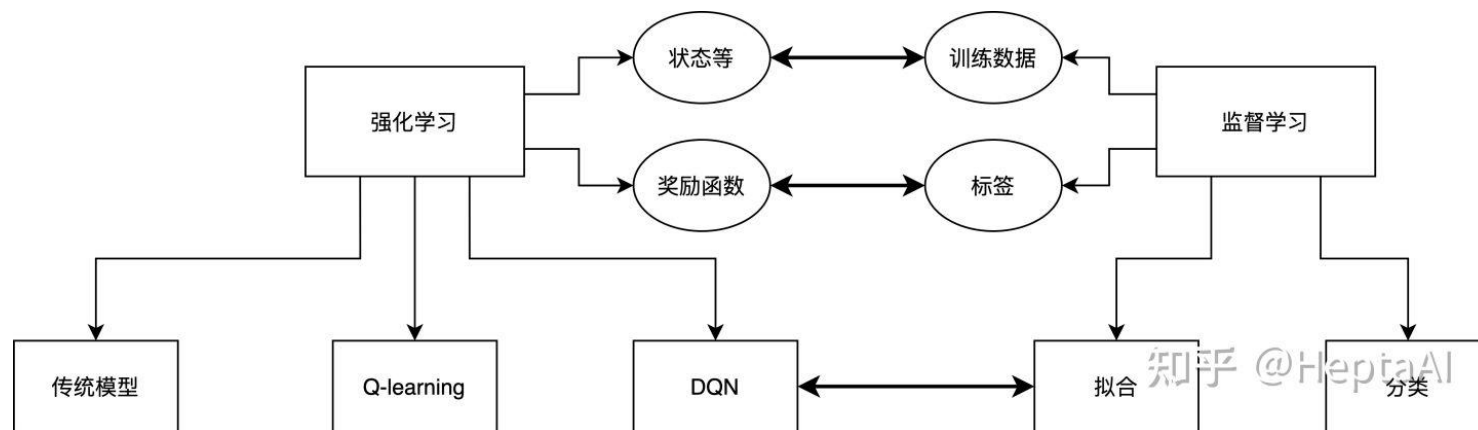 状态等
训练数据
强化学习
监督学习
奖励函数
标签
传统模型
Q-learning
DQN
拟合
分类
知乎 @HeptaAI